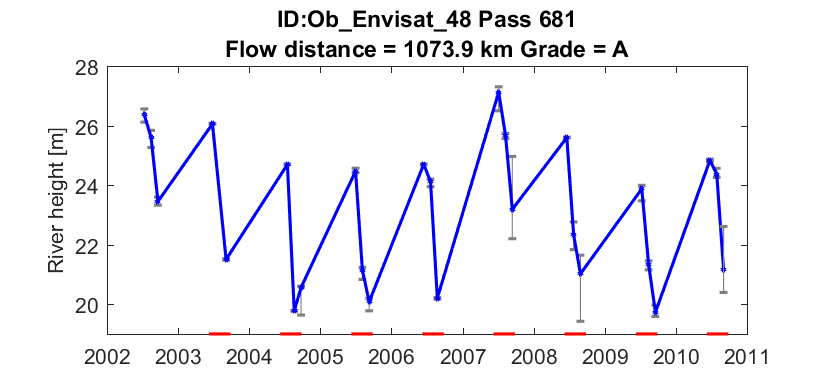 ID:Ob_Envisat_48 Pass 681
Flow distance = 1073.9 km Grade = A
River height [m]
28
26
24
22
20
2002 2003 2004 2005 2006 2007 2008 2009 2010 2011